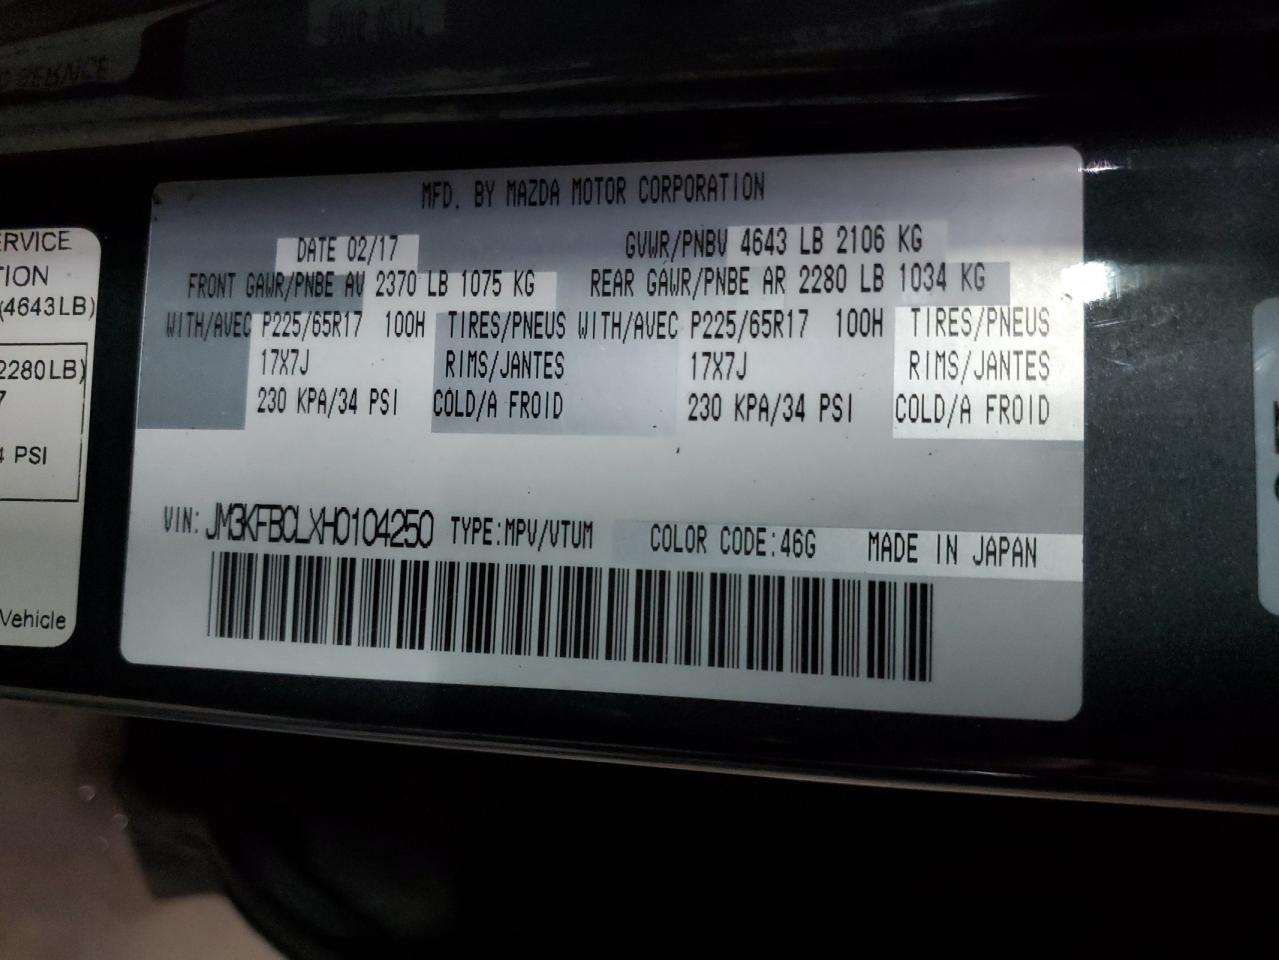 ERVICE
TION
(4643LB)
2280LB)
7
4 PSI
Vehicle
MFD. BY MAZDA MOTOR CORPORATION
DATE 02/17 GVWR/PNBV 4643 LB 2106 KG
FRONT GAWR/PNBE AV 2370 LB 1075 KG REAR GAWR/PNBE AR 2280 LB 1034 KG
WITH/AVEC P225/65R17 100H TIRES/PNEUS WITH/AVEC P225/65R17 100H TIRES/PNEUS
17X7J RIMS/JANTES 17X7J RIMS/JANTES
230 KPA/34 PSI COLD/A FROID 230 KPA/34 PSI COLD/A FROID
VIN: JM3KFBCLXH0104250 TYPE:MPV/VTUM COLOR CODE:46G MADE IN JAPAN